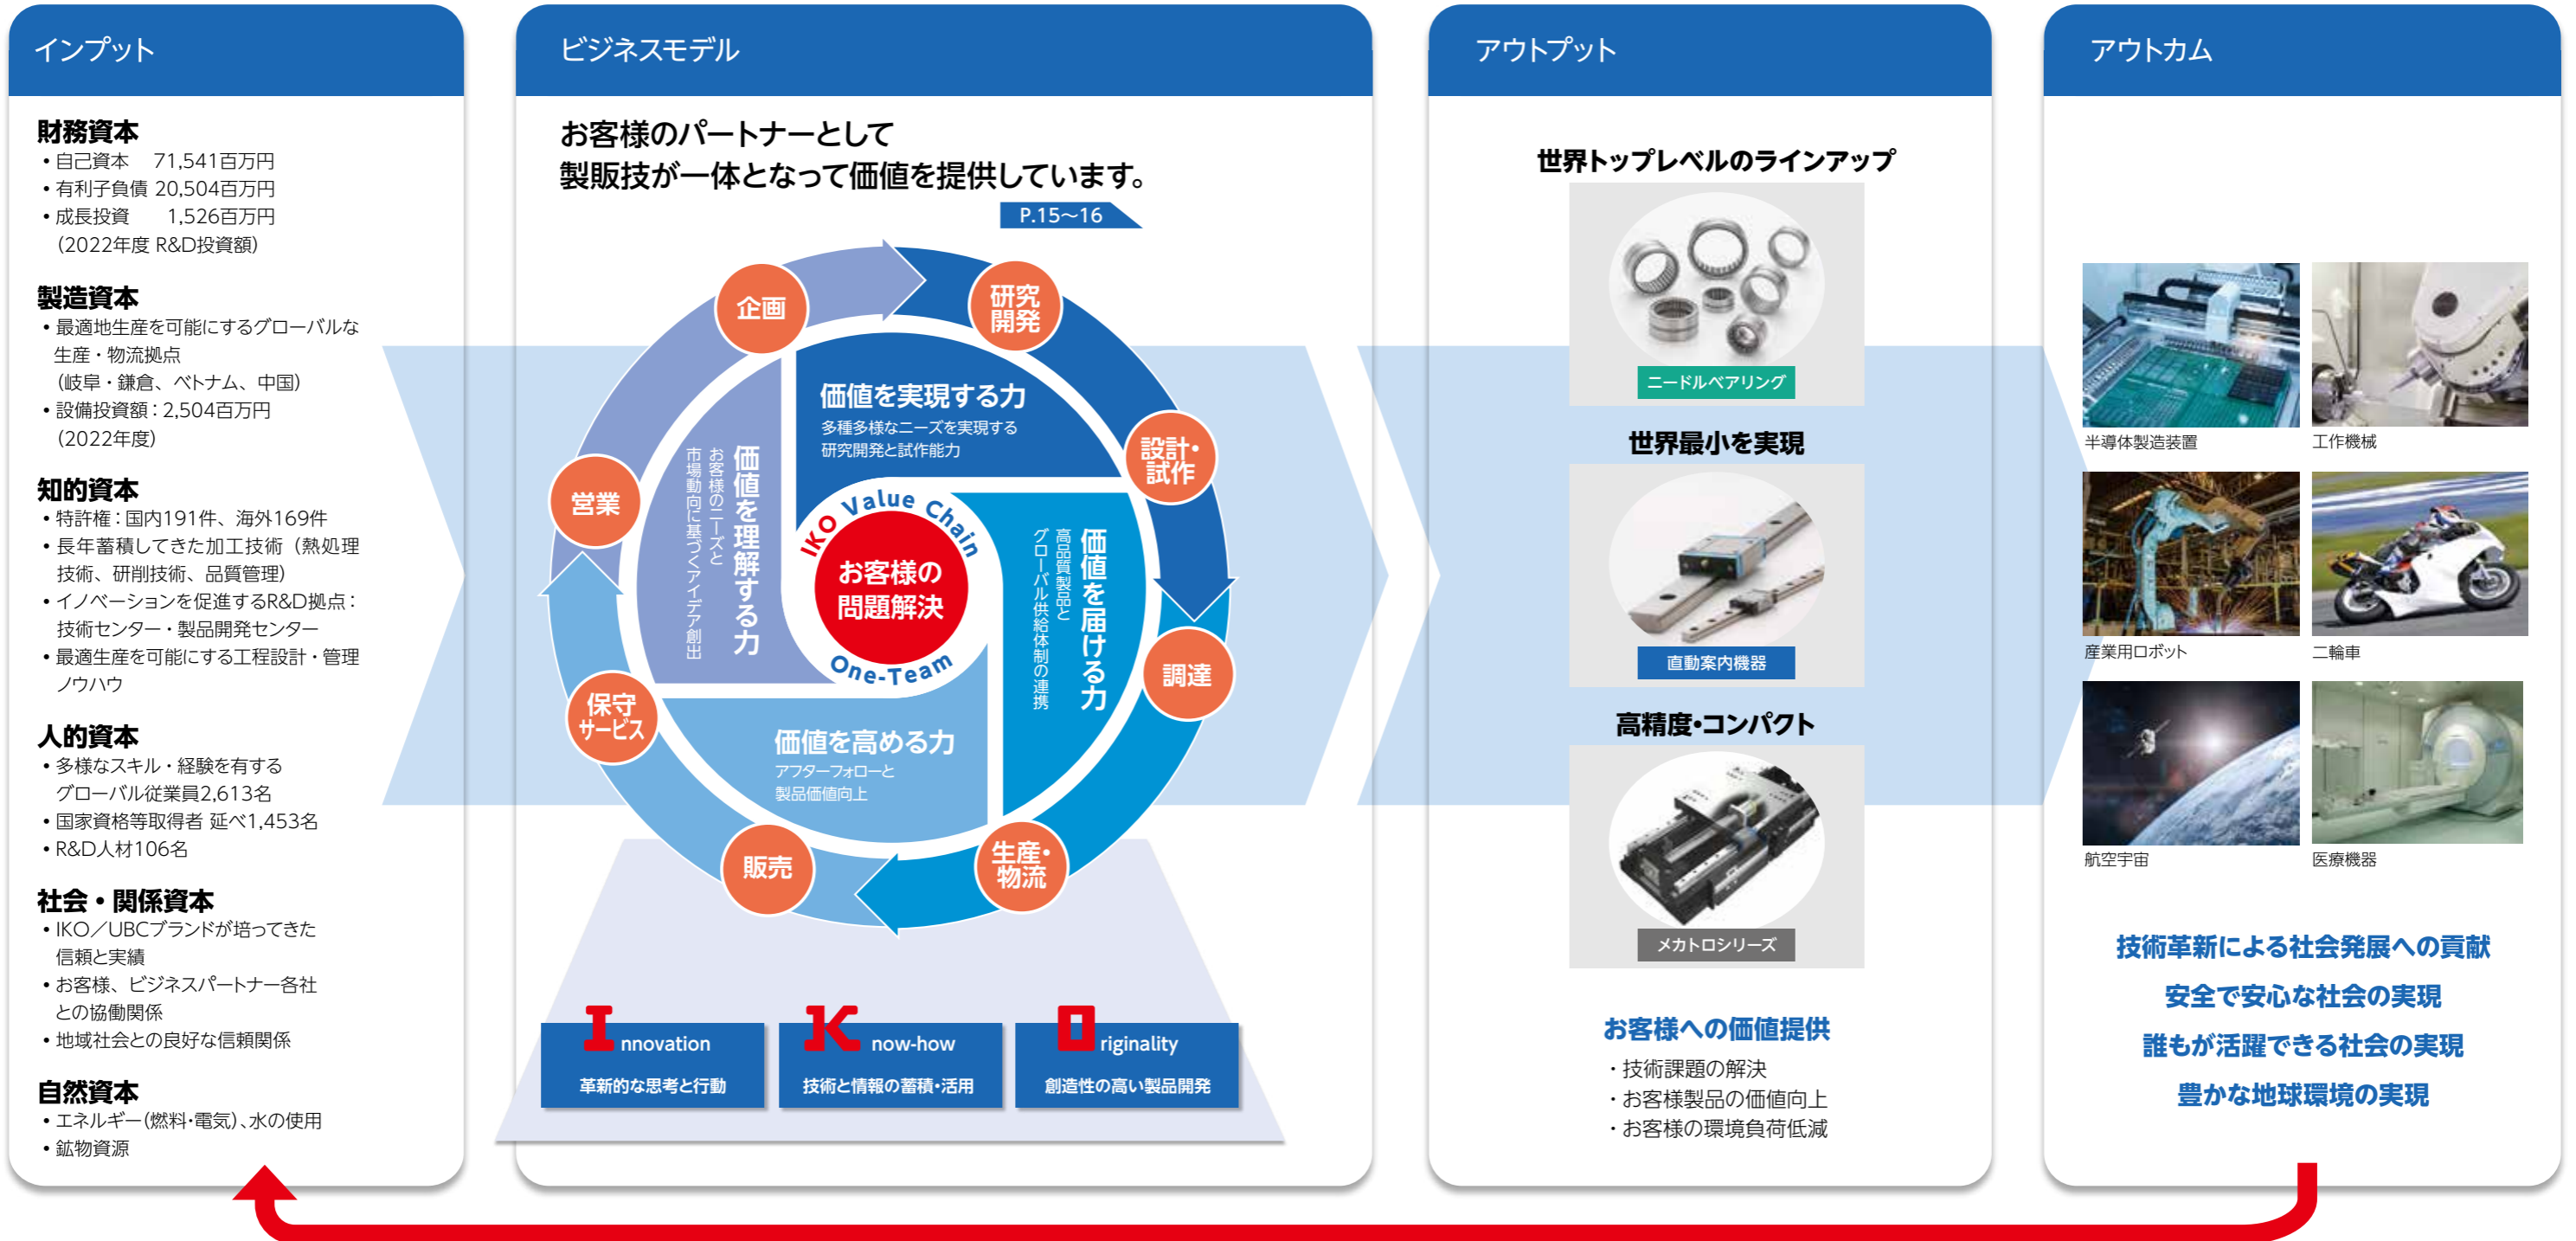 インプット
財務資本
・自己資本 71,541百万円
・有利子負債 20,504百万円
・成長投資 1,526百万円
(2022年度 R&D投資額)
製造資本
・最適地生産を可能にするグローバルな
生産・物流拠点
(岐阜・鎌倉、ベトナム、中国)
・設備投資額：2,504百万円
(2022年度)
知的資本
・特許権：国内191件、海外169件
・長年蓄積してきた加工技術（熱処理
技術、研削技術、品質管理）
・イノベーションを促進するR&D拠点：
技術センター・製品開発センター
・最適生産を可能にする工程設計・管理
ノウハウ
人的資本
・多様なスキル・経験を有する
グローバル従業員2,613名
・国家資格等取得者 延べ1,453名
・R&D人材106名
社会・関係資本
・IKO／UBCブランドが培ってきた
信頼と実績
・お客様、ビジネスパートナー各社
との協働関係
・地域社会との良好な信頼関係
自然資本
・エネルギー(燃料・電気)、水の使用
・鉱物資源
ビジネスモデル
お客様のパートナーとして
製販技が一体となって価値を提供しています。
P.15～16
企画
研究
開発
設計・
試作
調達
生産・
物流
販売
保守
サービス
営業
価値を実現する力
多種多様なニーズを実現する
研究開発と試作能力
価値を届ける力
高品質製品と
グローバル供給体制の連携
価値を高める力
アフターフォローと
製品価値向上
価値を理解する力
お客様のニーズと
市場動向に基づくアイデア創出
IKO Value Chain
お客様の
問題解決
One-Team
Innovation
革新的な思考と行動
Know-how
技術と情報の蓄積・活用
Originality
創造性の高い製品開発
アウトプット
世界トップレベルのラインアップ
ニードルベアリング
世界最小を実現
直動案内機器
高精度・コンパクト
メカトロシリーズ
お客様への価値提供
・技術課題の解決
・お客様製品の価値向上
・お客様の環境負荷低減
アウトカム
半導体製造装置
工作機械
産業用ロボット
二輪車
航空宇宙
医療機器
技術革新による社会発展への貢献
安全で安心な社会の実現
誰もが活躍できる社会の実現
豊かな地球環境の実現